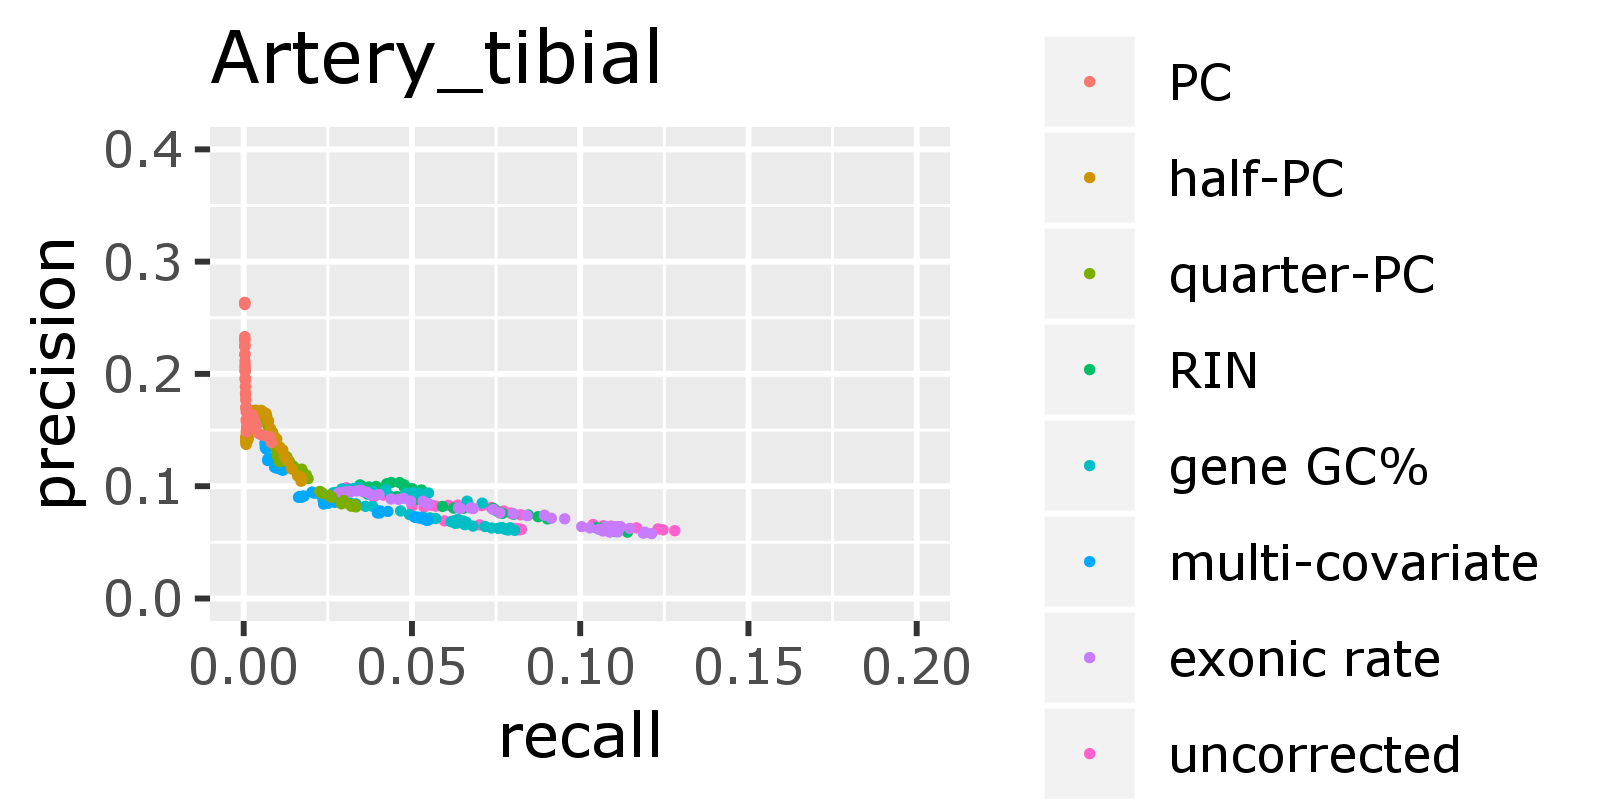 Artery_tibial
precision
0.4
0.3
0.2
0.1
0.0
0.00 0.05 0.10 0.15 0.20
recall
PC
half-PC
quarter-PC
RIN
gene GC%
multi-covariate
exonic rate
uncorrected